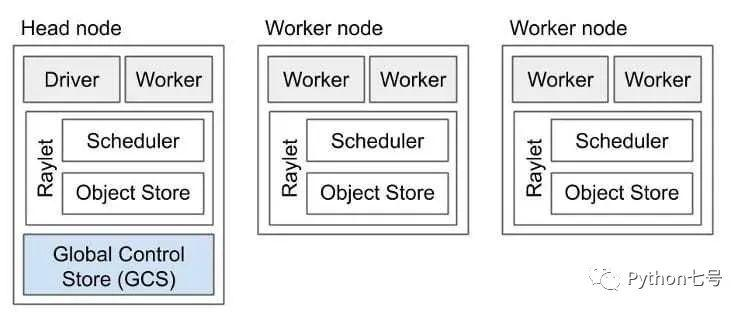 Head node
Driver
Worker
Raylet
Scheduler
Object Store
Global Control
Store (GCS)
Worker node
Worker
Worker
Raylet
Scheduler
Object Store
Worker node
Worker
Worker
Raylet
Scheduler
Object Store
Python七号